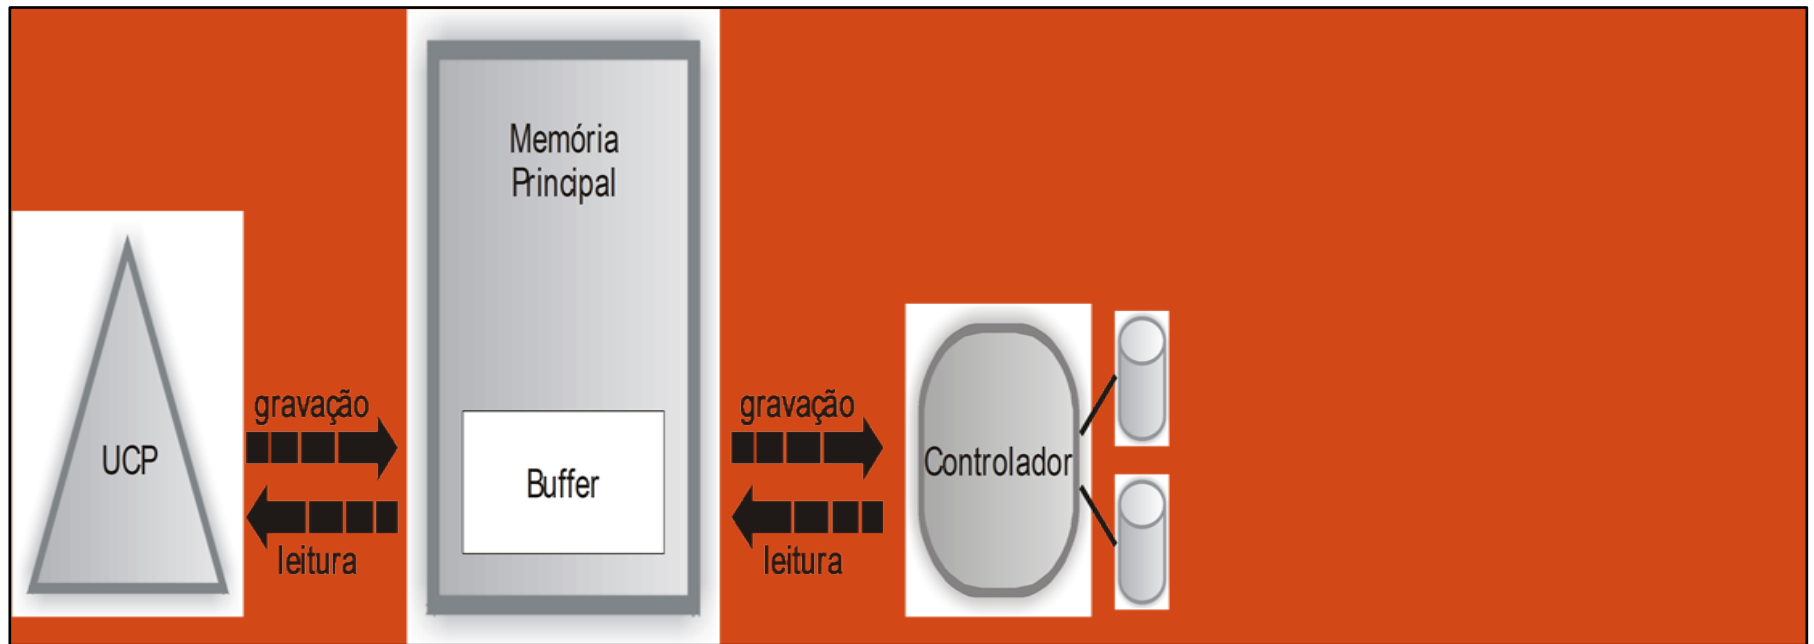 Memória
Principal
gravação
gravação
UCP
Buffer
Controlador
leitura
leitura